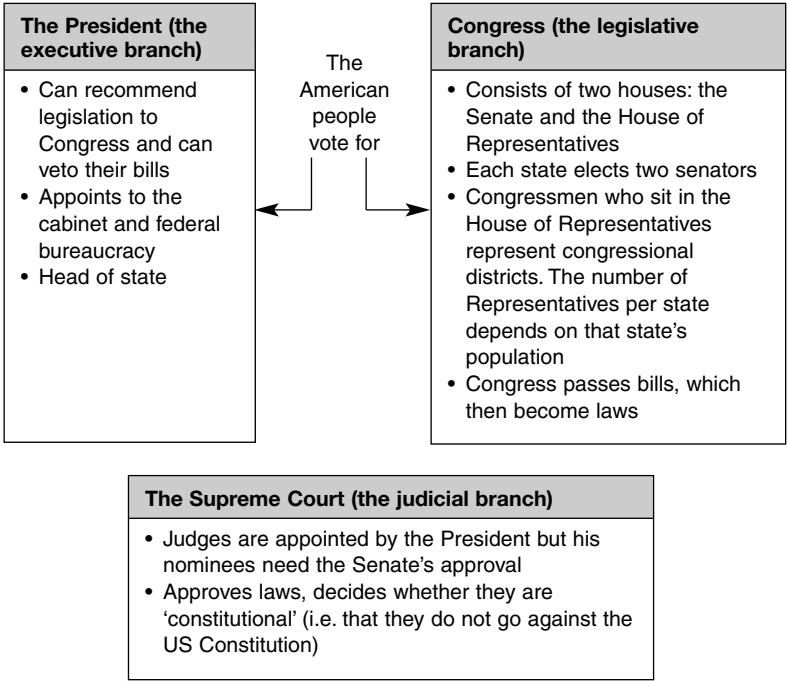 The President (the
executive branch)
• Can recommend
legislation to
Congress and can
veto their bills
• Appoints to the
cabinet and federal
bureaucracy
• Head of state
The
American
people
vote for
Congress (the legislative
branch)
• Consists of two houses: the
Senate and the House of
Representatives
• Each state elects two senators
• Congressmen who sit in the
House of Representatives
represent congressional
districts. The number of
Representatives per state
depends on that state’s
population
• Congress passes bills, which
then become laws
The Supreme Court (the judicial branch)
• Judges are appointed by the President but his
nominees need the Senate’s approval
• Approves laws, decides whether they are
‘constitutional’ (i.e. that they do not go against the
US Constitution)